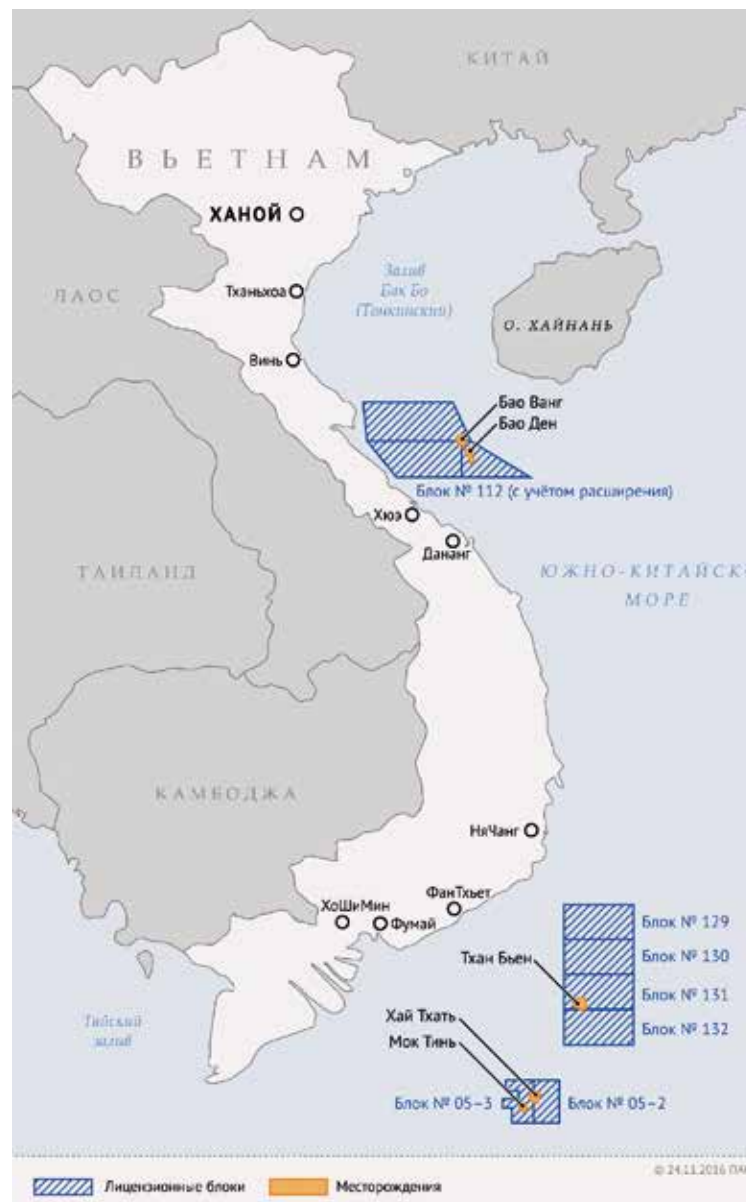 КИТАЙ
ВЬЕТНАМ
ХАНОЙ
Залив
Бак Бо
(Тонкинский)
ЛАОС
Тханьхоа
О. ХАЙНАНЬ
Винь
Бао Ванг
Бао Ден
Блок № 112 (с учётом расширения)
Хюэ
Дананг
ТАИЛАНД
ЮЖНО-КИТАЙСК
МОРЕ
КАМБОДЖА
НяЧанг
ФанТхьет
ХоШиМин
Фумай
Блок № 129
Блок № 130
Тхан Бьен
Блок № 131
Хай Тхать
Блок № 132
Мок Тинь
Тайский
залив
Блок № 05-3
Блок № 05-2
© 24.11.2016 ПА
Лицензионные блоки
Месторождения